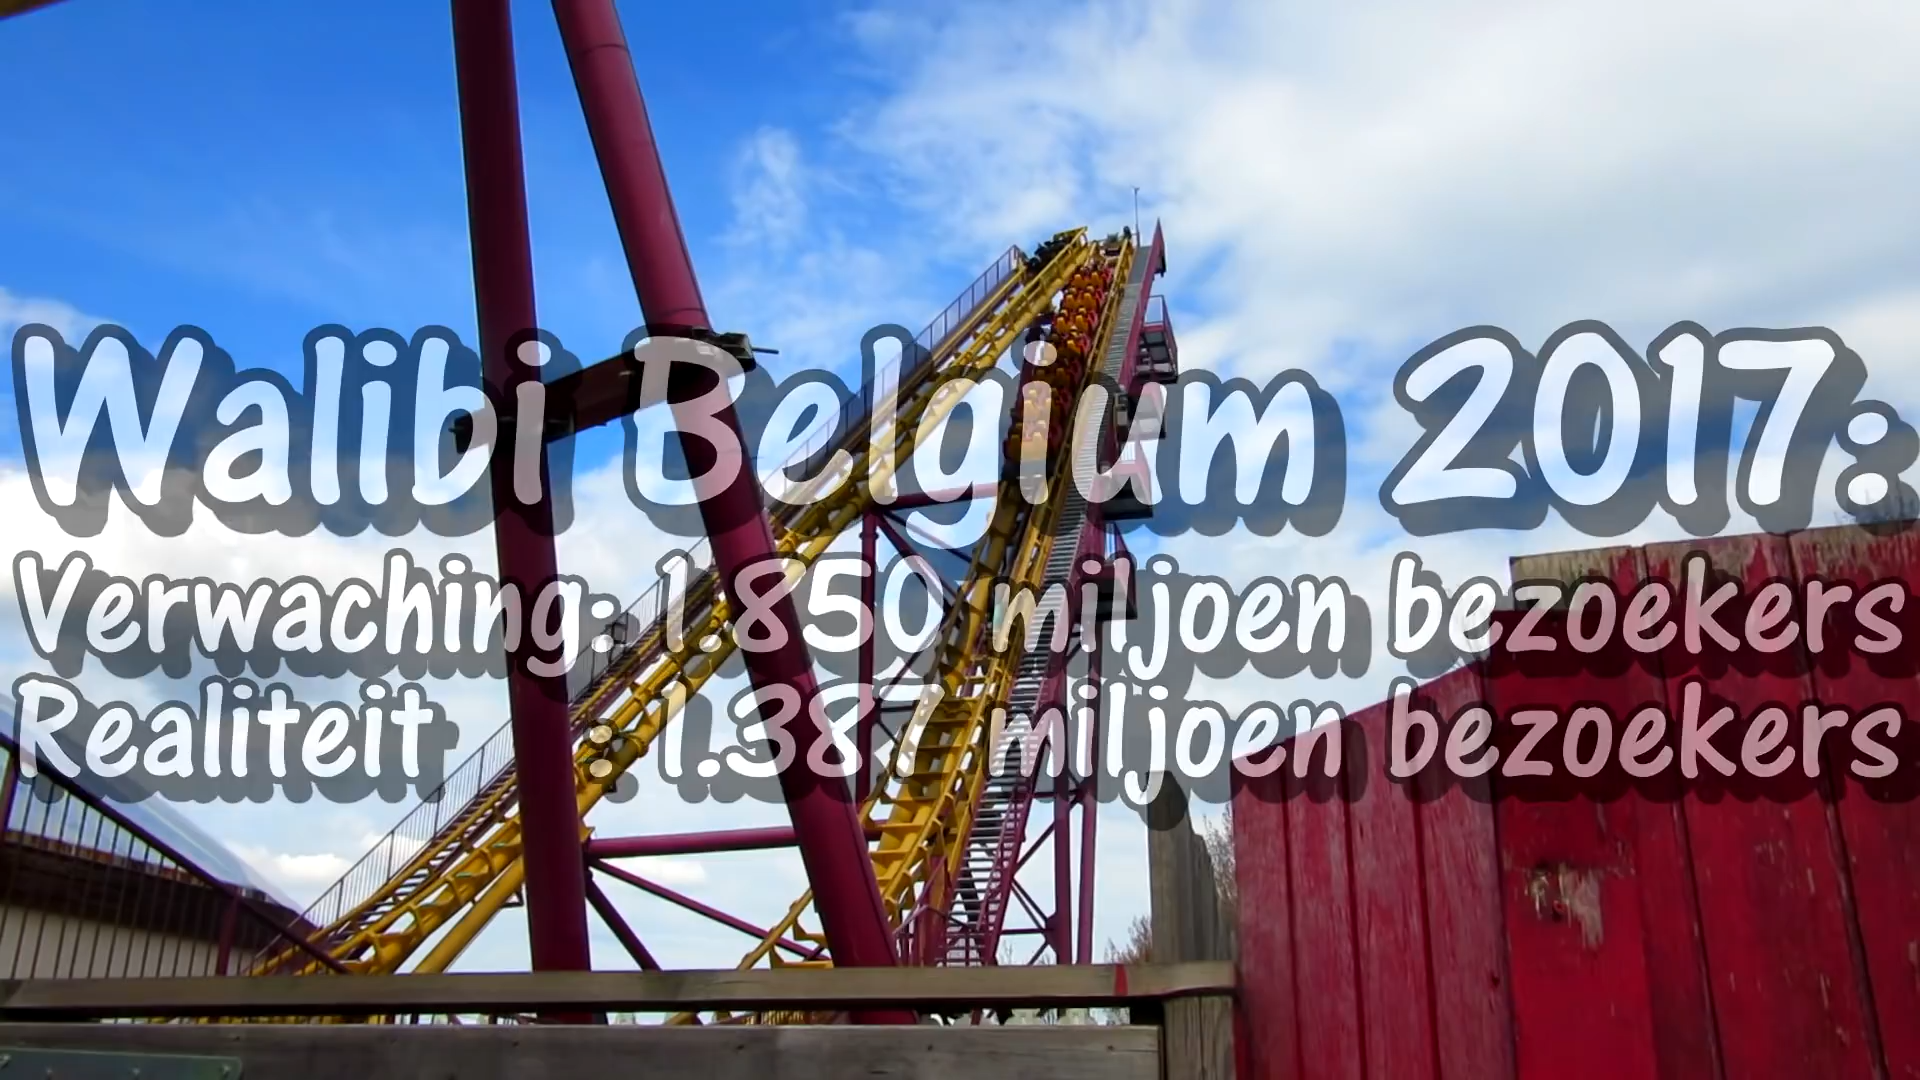 Walibi Belgium 2017:
Verwaching: 1.850 miljoen bezoekers
Realiteit : 1.387 miljoen bezoekers